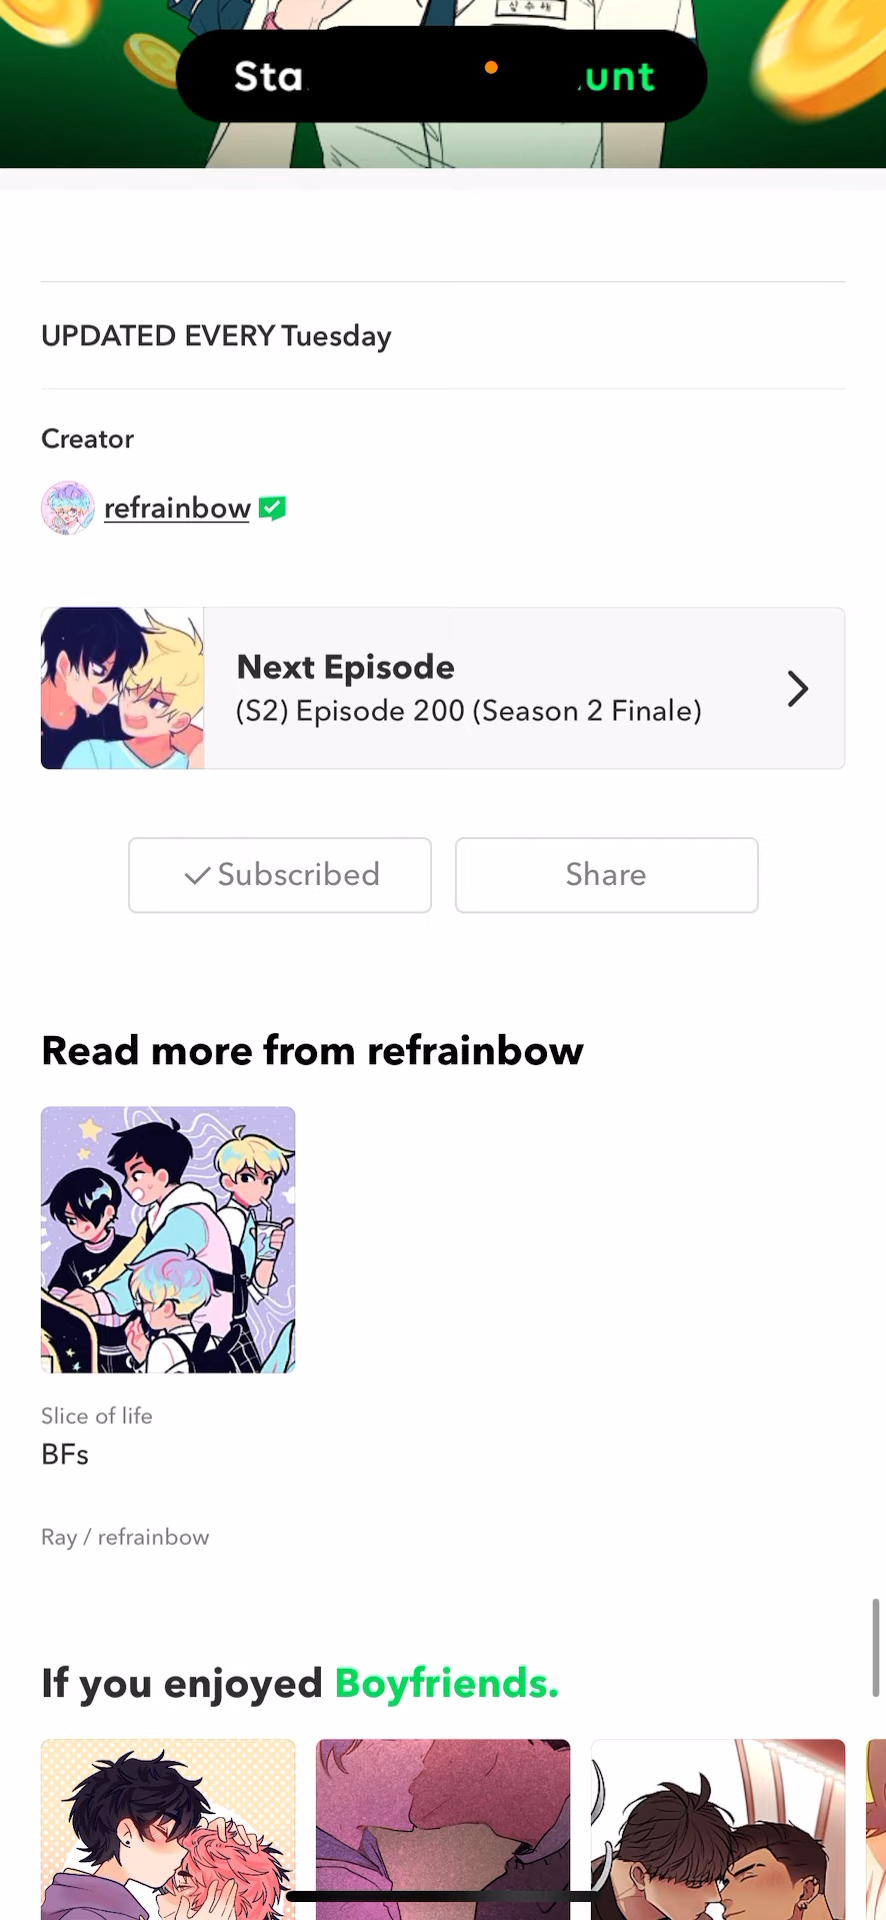 Sta
unt
UPDATED EVERY Tuesday
Creator
refrainbow
Next Episode
(S2) Episode 200 (Season 2 Finale)
Subscribed
Share
Read more from refrainbow
Slice of life
BFs
Ray / refrainbow
If you enjoyed Boyfriends.